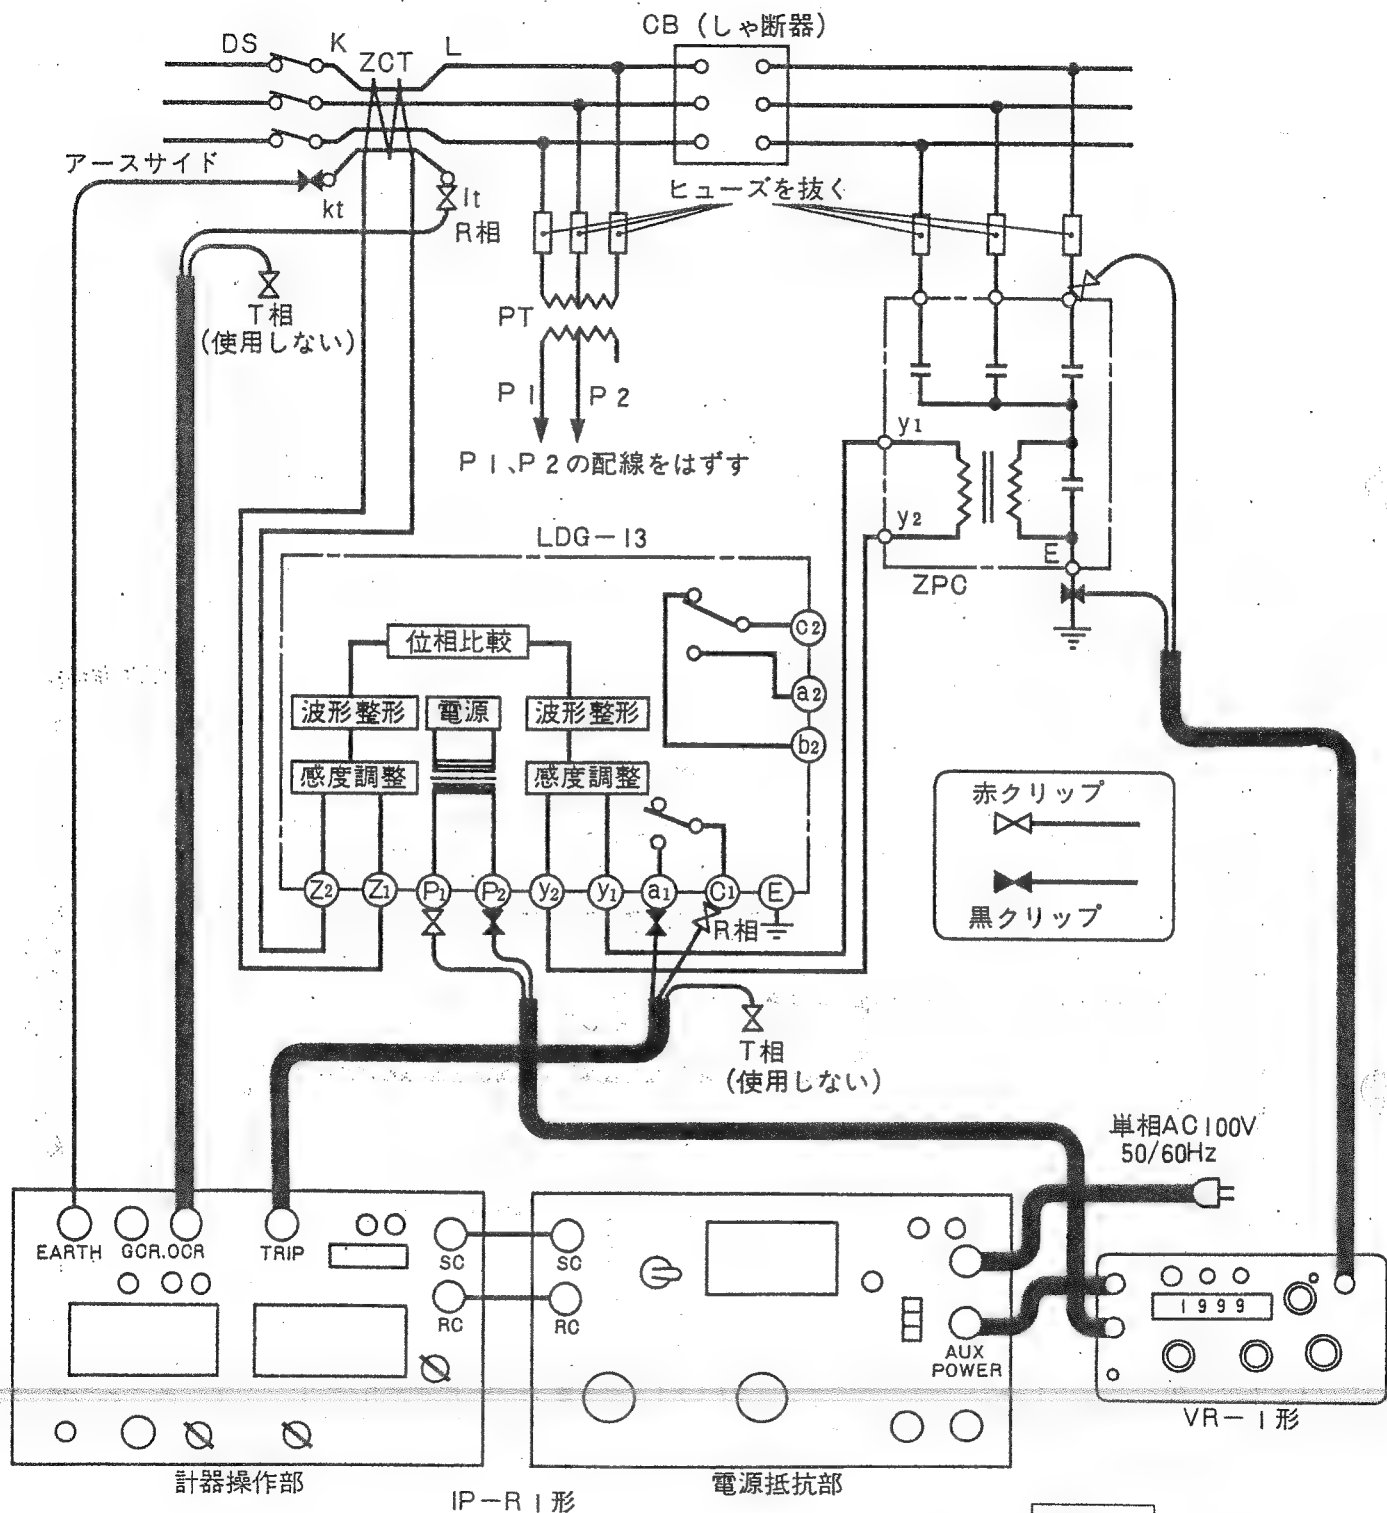 CB (しゃ断器)
DS
K
ZCT
L
アースサイド
kt
lt
R相
ヒューズを抜く
T相
(使用しない)
PT
P1
P2
P1、P2の配線をはずす
y1
y2
E
ZPC
LDG-13
位相比較
c2
a2
b2
波形整形
電源
波形整形
感度調整
感度調整
赤クリップ
黒クリップ
Z2
Z1
P1
P2
y2
y1
a1
C1
E
R相
T相
(使用しない)
単相AC100V
50/60Hz
EARTH
GCR.OCR
TRIP
SC
SC
RC
RC
AUX
POWER
1999
VR-1形
計器操作部
電源抵抗部
IP-R1形